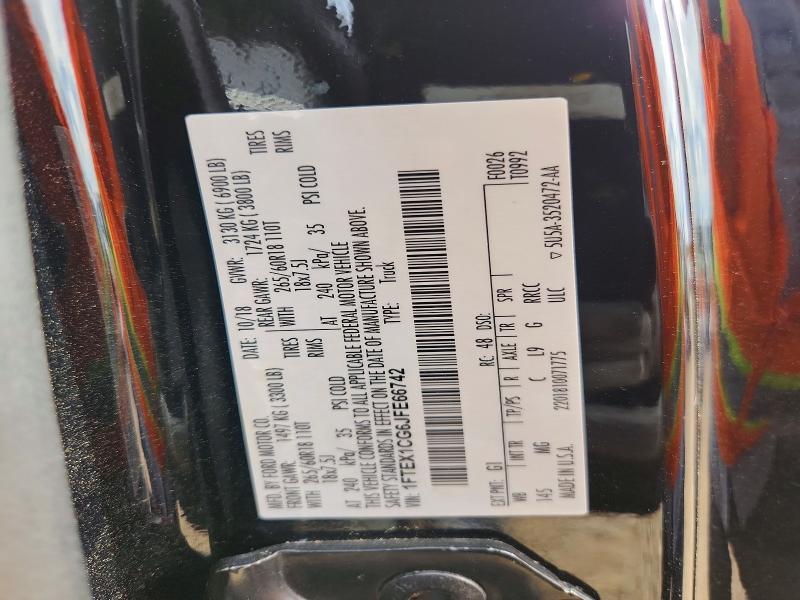 MFD. BY FORD MOTOR CO.
DATE: 10/18 GVWR: 3130 KG ( 6900 LB)
FRONT GAWR: 1497 KG ( 3300 LB) REAR GAWR: 1724 KG ( 3800 LB)
WITH 265/60R18 110T TIRES WITH 265/60R18 110T TIRES
18x7.5J RIMS 18x7.5J RIMS
AT 240 kPa/ 35 PSI COLD AT 240 kPa/ 35 PSI COLD
THIS VEHICLE CONFORMS TO ALL APPLICABLE FEDERAL MOTOR VEHICLE
SAFETY STANDARDS IN EFFECT ON THE DATE OF MANUFACTURE SHOWN ABOVE.
VIN: 1FTEX1CG6JFE66742 TYPE: Truck
F0026
T0992
EXT PNT: G1 RC: 48 DSO:
WB INT TR TP/PS R AXLE TR SPR
145 MG C L9 G RRCC
MADE IN U.S.A. 2201810071775 ULC
▽ 5U5A-3520472-AA